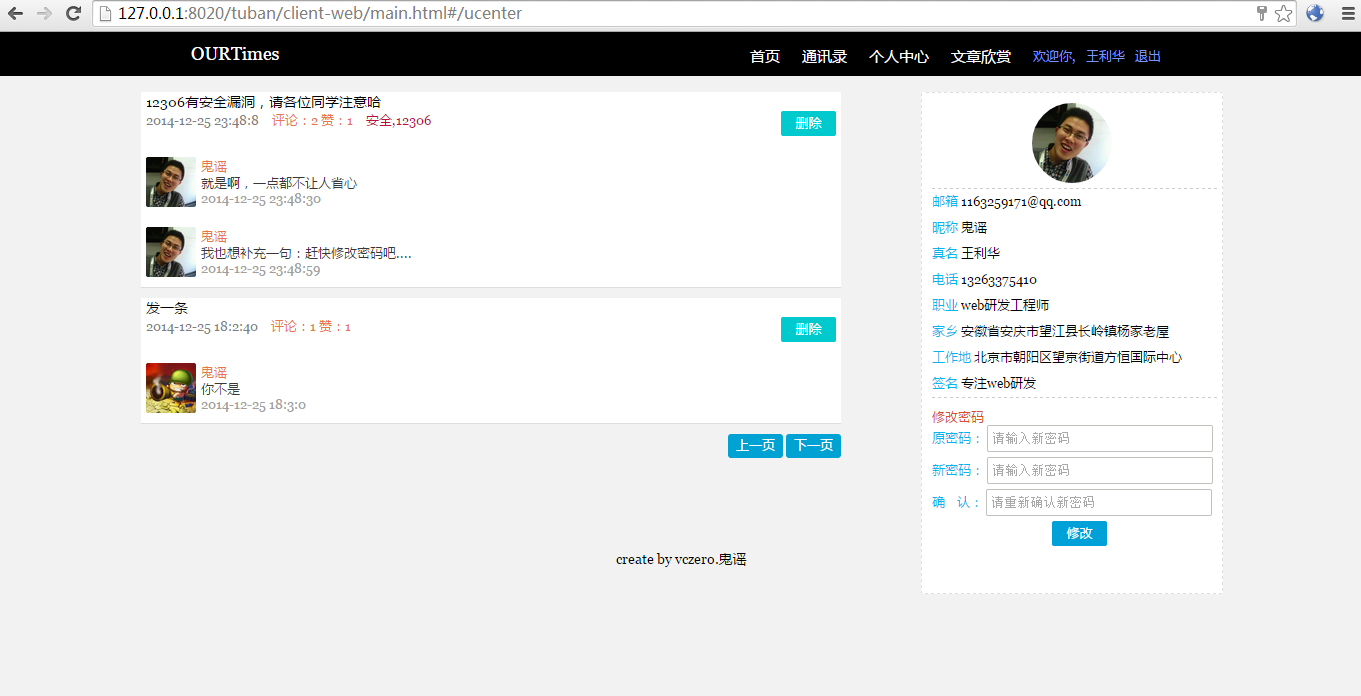 127.0.0.1:8020/tuban/client-web/main.html#/ucenter
OURTimes 首页 通讯录 个人中心 文章欣赏 欢迎你, 王利华 退出
12306有安全漏洞，请各位同学注意哈
2014-12-25 23:48:8 评论：2 赞：1 安全,12306
删除
鬼谣
就是啊，一点都不让人省心
2014-12-25 23:48:30
鬼谣
我也想补充一句：赶快修改密码吧....
2014-12-25 23:48:59
发一条
2014-12-25 18:2:40 评论：1 赞：1
删除
鬼谣
你不是
2014-12-25 18:3:0
上一页 下一页
邮箱 1163259171@qq.com
昵称 鬼谣
真名 王利华
电话 13263375410
职业 web研发工程师
家乡 安徽省安庆市望江县长岭镇杨家老屋
工作地 北京市朝阳区望京街道方恒国际中心
签名 专注web研发
修改密码
原密码： 请输入新密码
新密码： 请输入新密码
确 认： 请重新确认新密码
修改
create by vczero.鬼谣